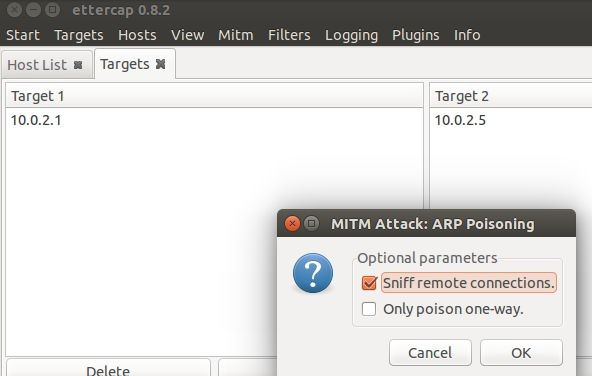 ettercap 0.8.2
Start Targets Hosts View Mitm Filters Logging Plugins Info
Host List Targets
Target 1 Target 2
10.0.2.1 10.0.2.5
MITM Attack: ARP Poisoning
Optional parameters
Sniff remote connections.
Only poison one-way.
Cancel OK
Delete